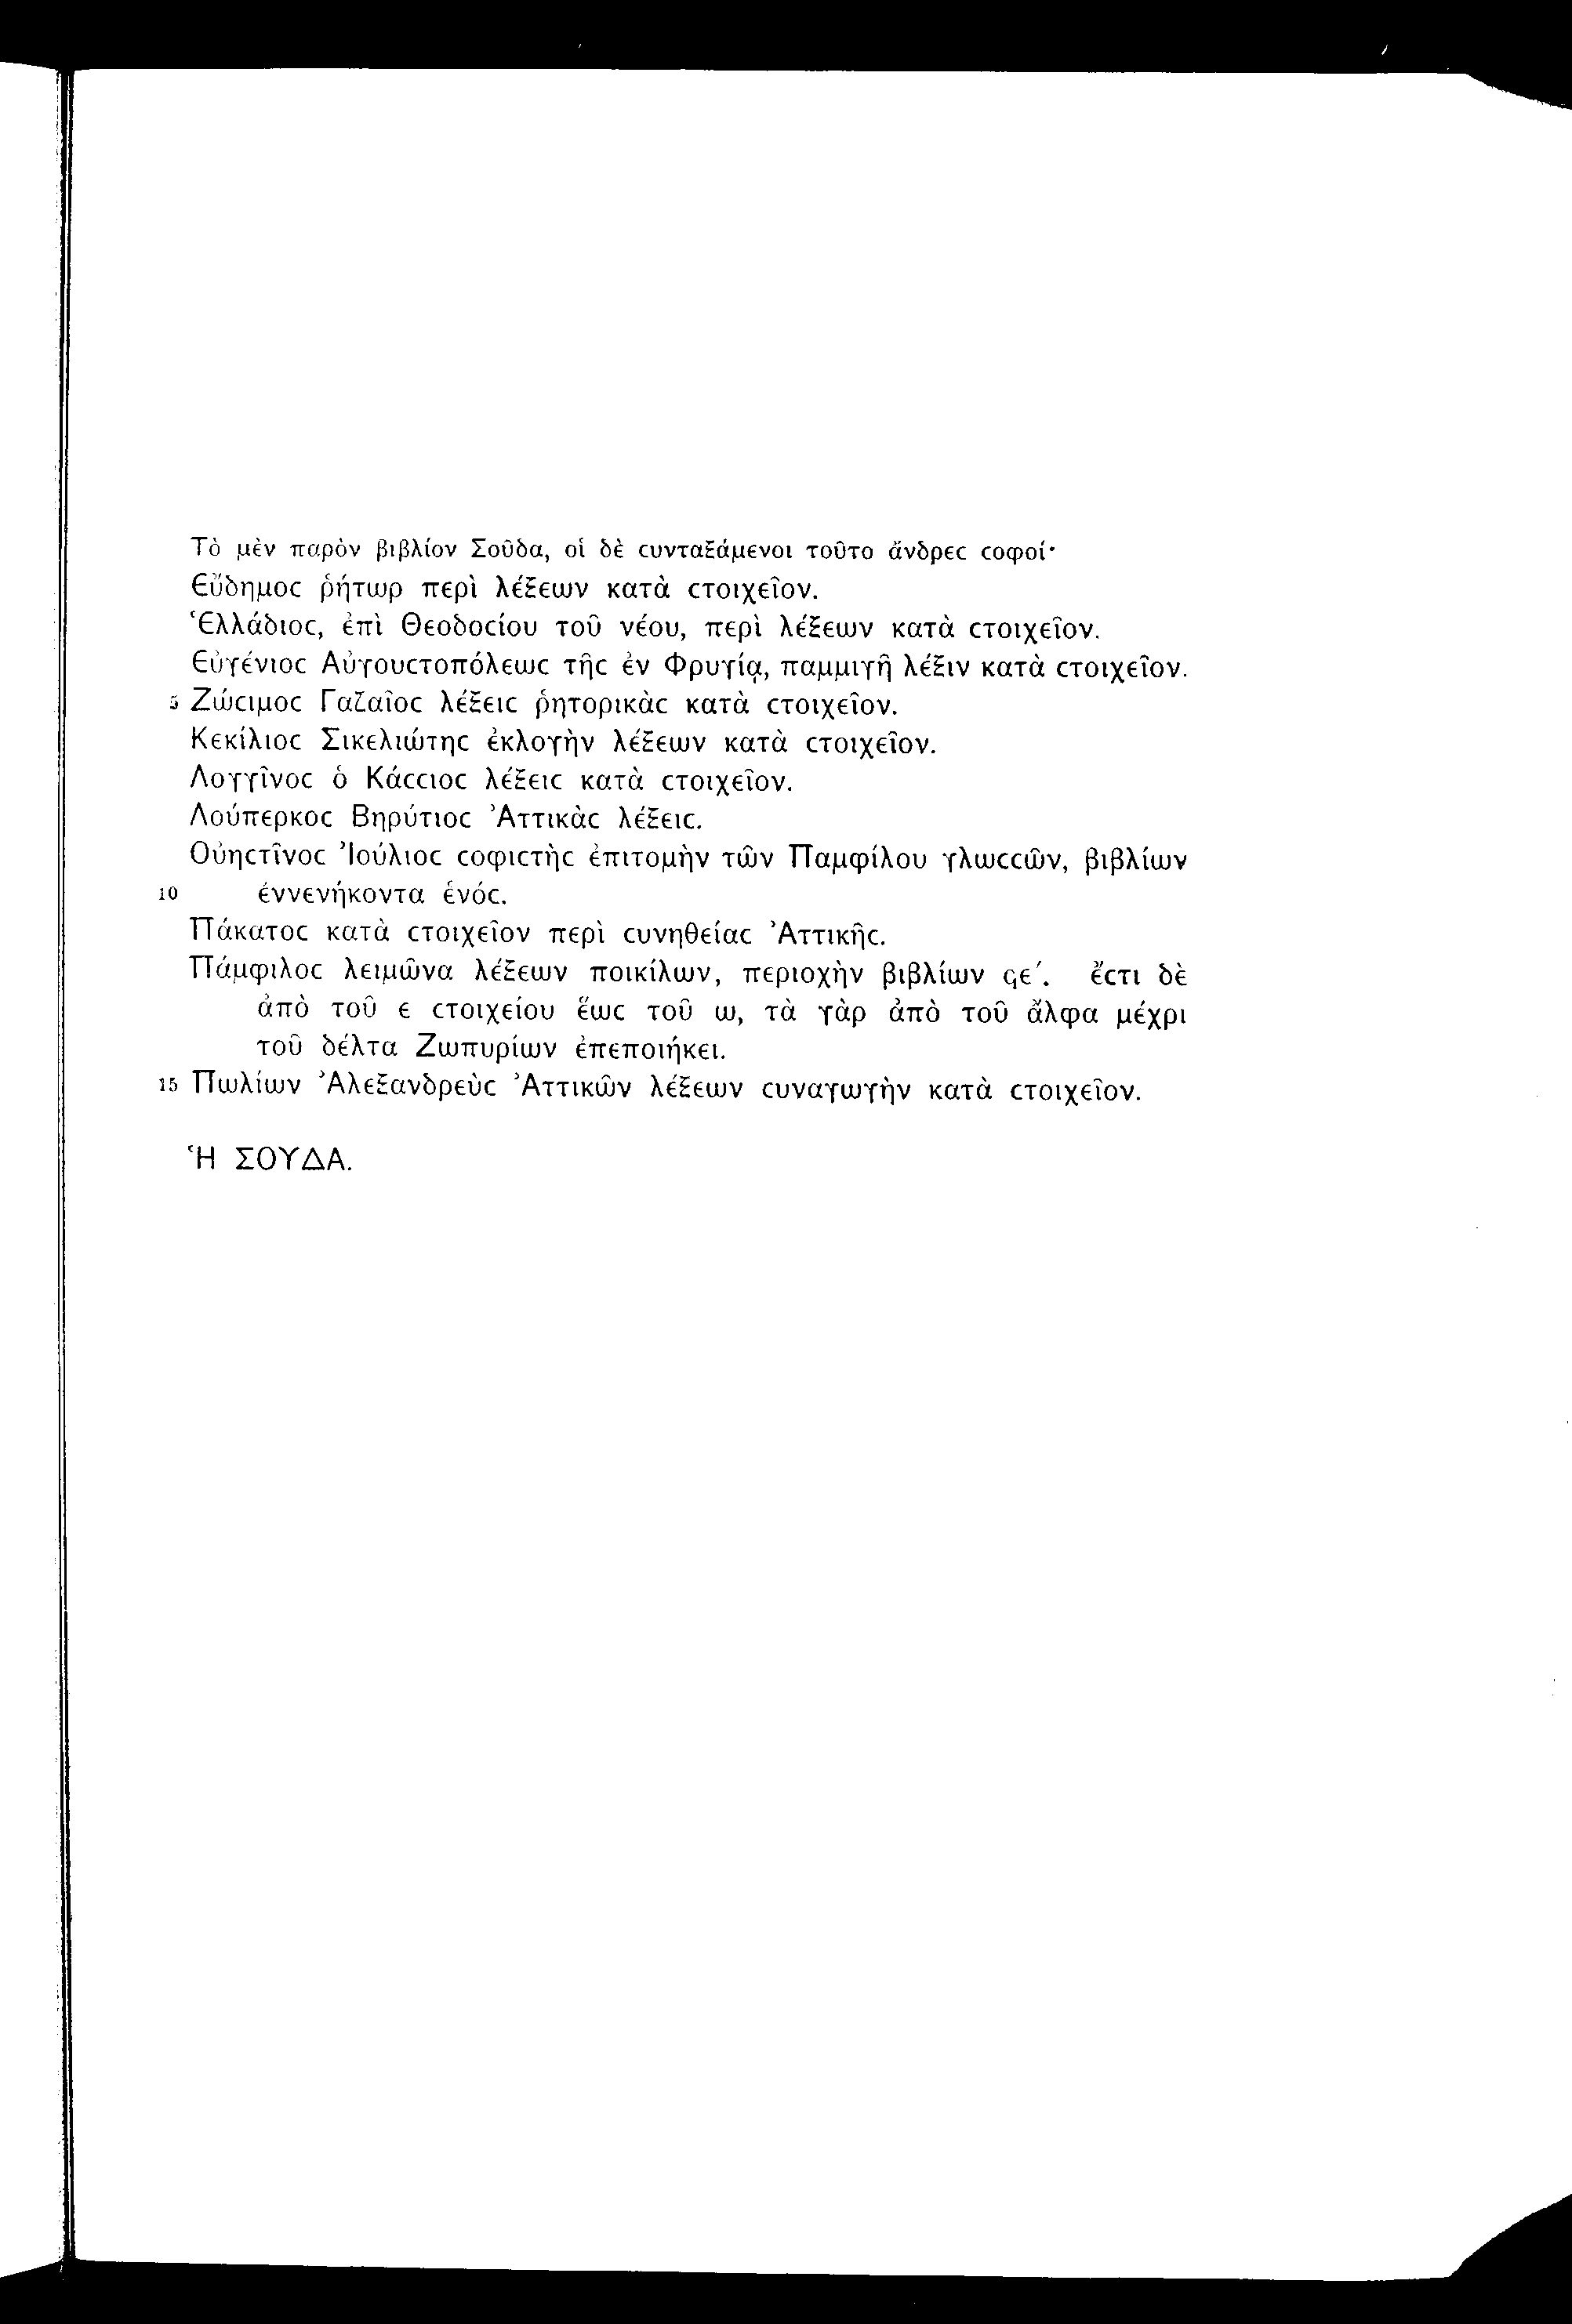 Τὸ μὲν παρὸν βιβλίον Σοῦδα, οἱ δὲ ϲυνταξάμενοι τοῦτο ἄνδρεϲ ϲοφοί·
Εὔδημοϲ ῥήτωρ περὶ λέξεων κατὰ ϲτοιχεῖον.
Ἑλλάδιοϲ, ἐπὶ Θεοδοϲίου τοῦ νέου, περὶ λέξεων κατὰ ϲτοιχεῖον.
Εὐγένιοϲ Αὐγουϲτοπόλεωϲ τῆϲ ἐν Φρυγίᾳ, παμμιγῆ λέξιν κατὰ ϲτοιχεῖον.
5 Ζώϲιμοϲ Γαζαῖοϲ λέξειϲ ῥητορικὰϲ κατὰ ϲτοιχεῖον.
Κεκίλιοϲ Σικελιώτηϲ ἐκλογὴν λέξεων κατὰ ϲτοιχεῖον.
Λογγῖνοϲ ὁ Κάϲϲιοϲ λέξειϲ κατὰ ϲτοιχεῖον.
Λούπερκοϲ Βηρύτιοϲ Ἀττικὰϲ λέξειϲ.
Οὐηϲτῖνοϲ Ἰούλιοϲ ϲοφιϲτὴϲ ἐπιτομὴν τῶν Παμφίλου γλωϲϲῶν, βιβλίων
10 ἐννενήκοντα ἑνόϲ.
Πάκατοϲ κατὰ ϲτοιχεῖον περὶ ϲυνηθείαϲ Ἀττικῆϲ.
Πάμφιλοϲ λειμῶνα λέξεων ποικίλων, περιοχὴν βιβλίων ϙεʹ. ἔϲτι δὲ
ἀπὸ τοῦ ε ϲτοιχείου ἕωϲ τοῦ ω, τὰ γὰρ ἀπὸ τοῦ ἄλφα μέχρι
τοῦ δέλτα Ζωπυρίων ἐπεποιήκει.
15 Πωλίων Ἀλεξανδρεὺϲ Ἀττικῶν λέξεων ϲυναγωγὴν κατὰ ϲτοιχεῖον.
Ἡ ΣΟΥΔΑ.